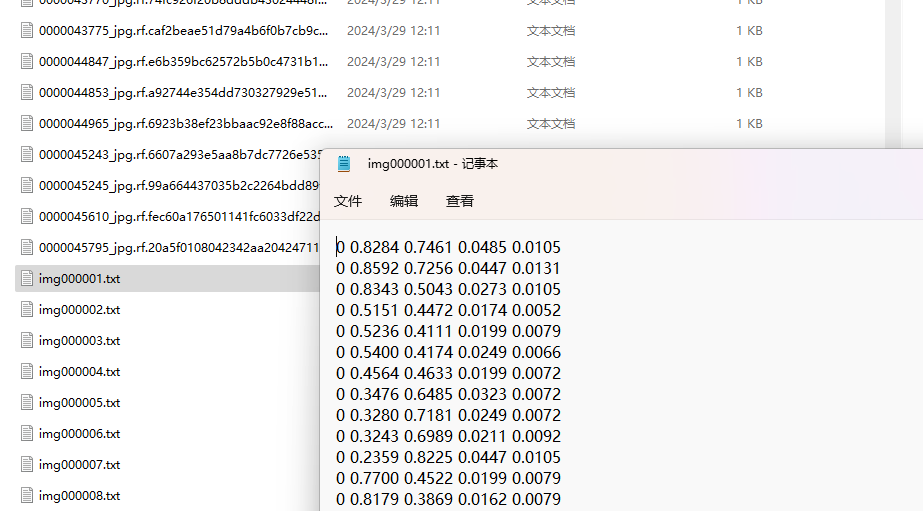 0000043770_jpg.rf.74fc926f20b8dddb43024448f...
2024/3/29 12:11
文本文档
1 KB
0000043775_jpg.rf.caf2beae51d79a4b6f0b7cb9c...
2024/3/29 12:11
文本文档
1 KB
0000044847_jpg.rf.e6b359bc62572b5b0c4731b1...
2024/3/29 12:11
文本文档
1 KB
0000044853_jpg.rf.a92744e354dd730327929e51...
2024/3/29 12:11
文本文档
1 KB
0000044965_jpg.rf.6923b38ef23bbaac92e8f88acc...
2024/3/29 12:11
文本文档
1 KB
0000045243_jpg.rf.6607a293e5aa8b7dc7726e535
0000045245_jpg.rf.99a664437035b2c2264bdd89
0000045610_jpg.rf.fec60a176501141fc6033df22d
0000045795_jpg.rf.20a5f0108042342aa20424711
img000001.txt
img000002.txt
img000003.txt
img000004.txt
img000005.txt
img000006.txt
img000007.txt
img000008.txt
img000001.txt - 记事本
文件 编辑 查看
0 0.8284 0.7461 0.0485 0.0105
0 0.8592 0.7256 0.0447 0.0131
0 0.8343 0.5043 0.0273 0.0105
0 0.5151 0.4472 0.0174 0.0052
0 0.5236 0.4111 0.0199 0.0079
0 0.5400 0.4174 0.0249 0.0066
0 0.4564 0.4633 0.0199 0.0072
0 0.3476 0.6485 0.0323 0.0072
0 0.3280 0.7181 0.0249 0.0072
0 0.3243 0.6989 0.0211 0.0092
0 0.2359 0.8225 0.0447 0.0105
0 0.7700 0.4522 0.0199 0.0079
0 0.8179 0.3869 0.0162 0.0079